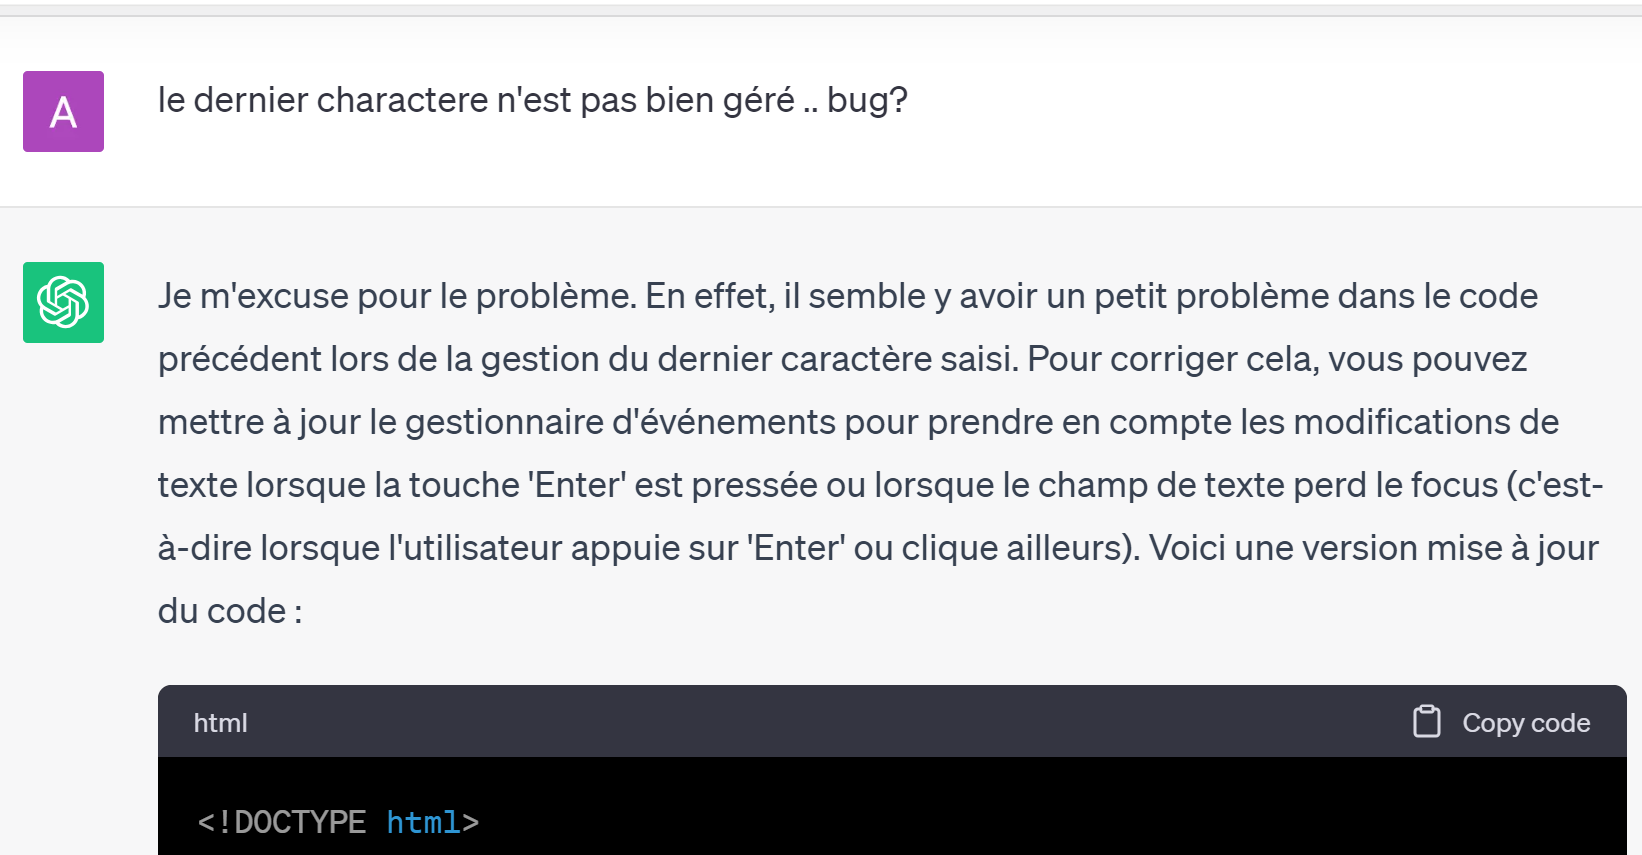 A
le dernier charactere n'est pas bien géré .. bug?
Je m'excuse pour le problème. En effet, il semble y avoir un petit problème dans le code
précédent lors de la gestion du dernier caractère saisi. Pour corriger cela, vous pouvez
mettre à jour le gestionnaire d'événements pour prendre en compte les modifications de
texte lorsque la touche 'Enter' est pressée ou lorsque le champ de texte perd le focus (c'est-
à-dire lorsque l'utilisateur appuie sur 'Enter' ou clique ailleurs). Voici une version mise à jour
du code :
html
Copy code
<!DOCTYPE html>